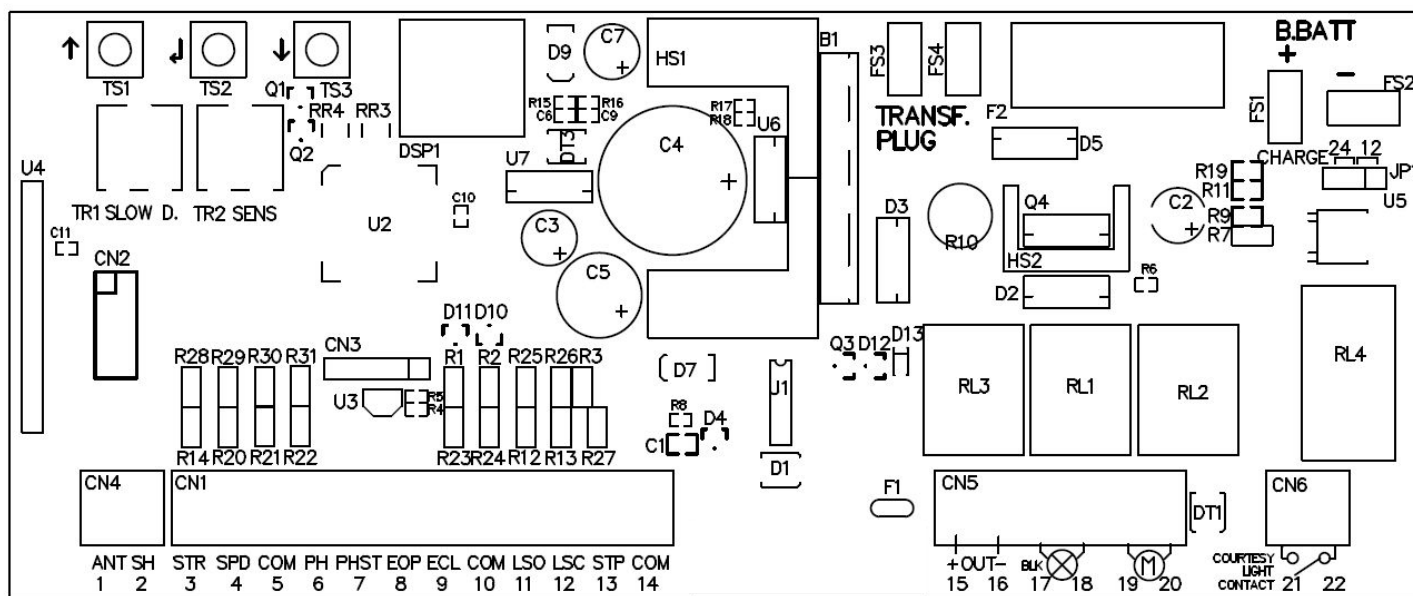 B.BATT
+ -
TS1 TS2 TS3
Q1
RR4 RR3
Q2
DSP1
D9
C7
HS1
B1
FS3
FS4
FS1
FS2
R15
C6
R16
C9
DT3
R17
R18
U6
C4
+
TRANSF.
PLUG
F2
D5
CHARGE 24 12
JP1
U5
R19
R11
R9
R7
U4
TR1 SLOW D. TR2 SENS
U2
C10
U7
C3
+
C5
+
D3
R10
Q4
HS2
C2
+
R6
D2
C11
CN2
D11 D10
CN3
R28 R29 R30 R31
R1 R2 R25 R26 R3
U3
R5
R4
D7
R8
C1
D4
U1
D1
Q3 D12 D13
RL3 RL1 RL2 RL4
R14 R20 R21 R22
R23 R24 R12 R13 R27
CN4 CN1
F1
CN5
DT1
CN6
ANT SH STR SPD COM PH PHST EOP ECL COM LSO LSC STP COM
1 2 3 4 5 6 7 8 9 10 11 12 13 14
+OUT- BLK M
15 16 17 18 19 20
COURTESY
LIGHT
CONTACT 21 22